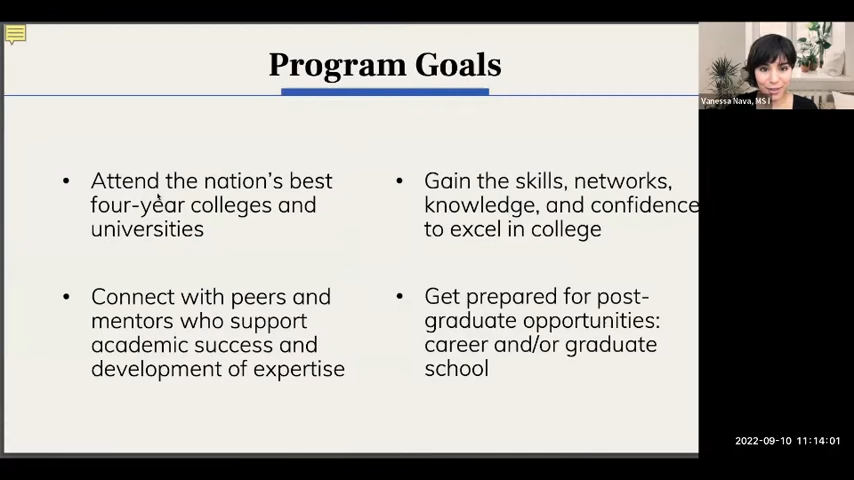 Program Goals
• Attend the nation's best
four-year colleges and
universities
• Connect with peers and
mentors who support
academic success and
development of expertise
• Gain the skills, networks,
knowledge, and confidence
to excel in college
• Get prepared for post-
graduate opportunities:
career and/or graduate
school
Vanessa Nava, MS I
2022-09-10 11:14:01